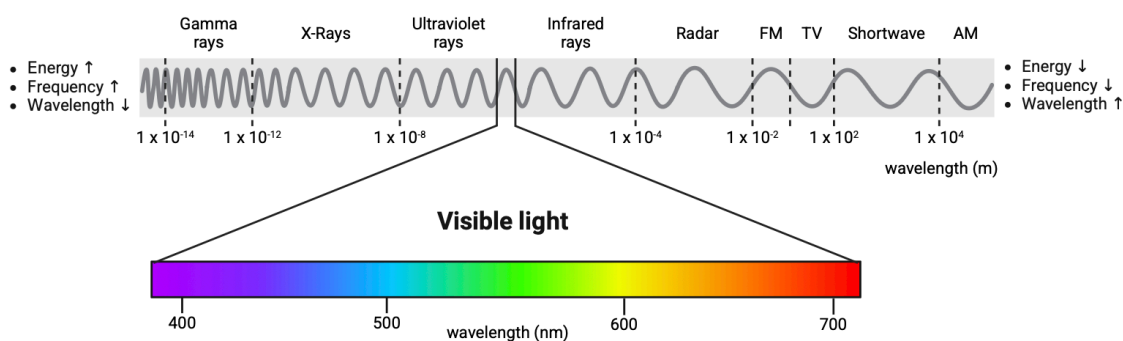 Gamma
rays
X-Rays
Ultraviolet
rays
Infrared
rays
Radar
FM
TV
Shortwave
AM
• Energy ↑
• Frequency ↑
• Wavelength ↓
• Energy ↓
• Frequency ↓
• Wavelength ↑
1 x 10⁻¹⁴
1 x 10⁻¹²
1 x 10⁻⁸
1 x 10⁻⁴
1 x 10⁻²
1 x 10²
1 x 10⁴
wavelength (m)
Visible light
400
500
600
700
wavelength (nm)